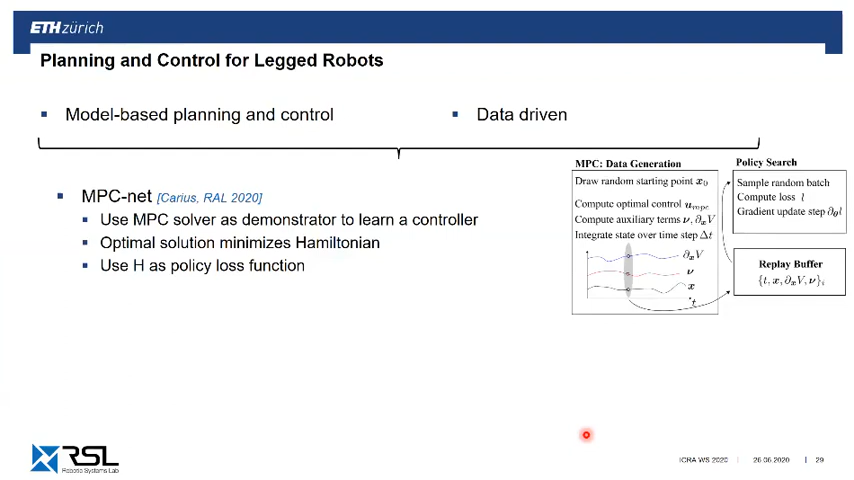 ETH zürich
Planning and Control for Legged Robots
▪ Model-based planning and control
▪ Data driven
▪ MPC-net [Carius, RAL 2020]
▪ Use MPC solver as demonstrator to learn a controller
▪ Optimal solution minimizes Hamiltonian
▪ Use H as policy loss function
MPC: Data Generation
Draw random starting point x₀
Compute optimal control u_mpc
Compute auxiliary terms ν, ∂ₓV
Integrate state over time step Δt
∂ₓV
ν
x
t
Policy Search
Sample random batch
Compute loss l
Gradient update step ∂_θ l
Replay Buffer
{t, x, ∂ₓV, ν}ᵢ
RSL
Robotic Systems Lab
ICRA WS 2020 | 26.06.2020 | 29